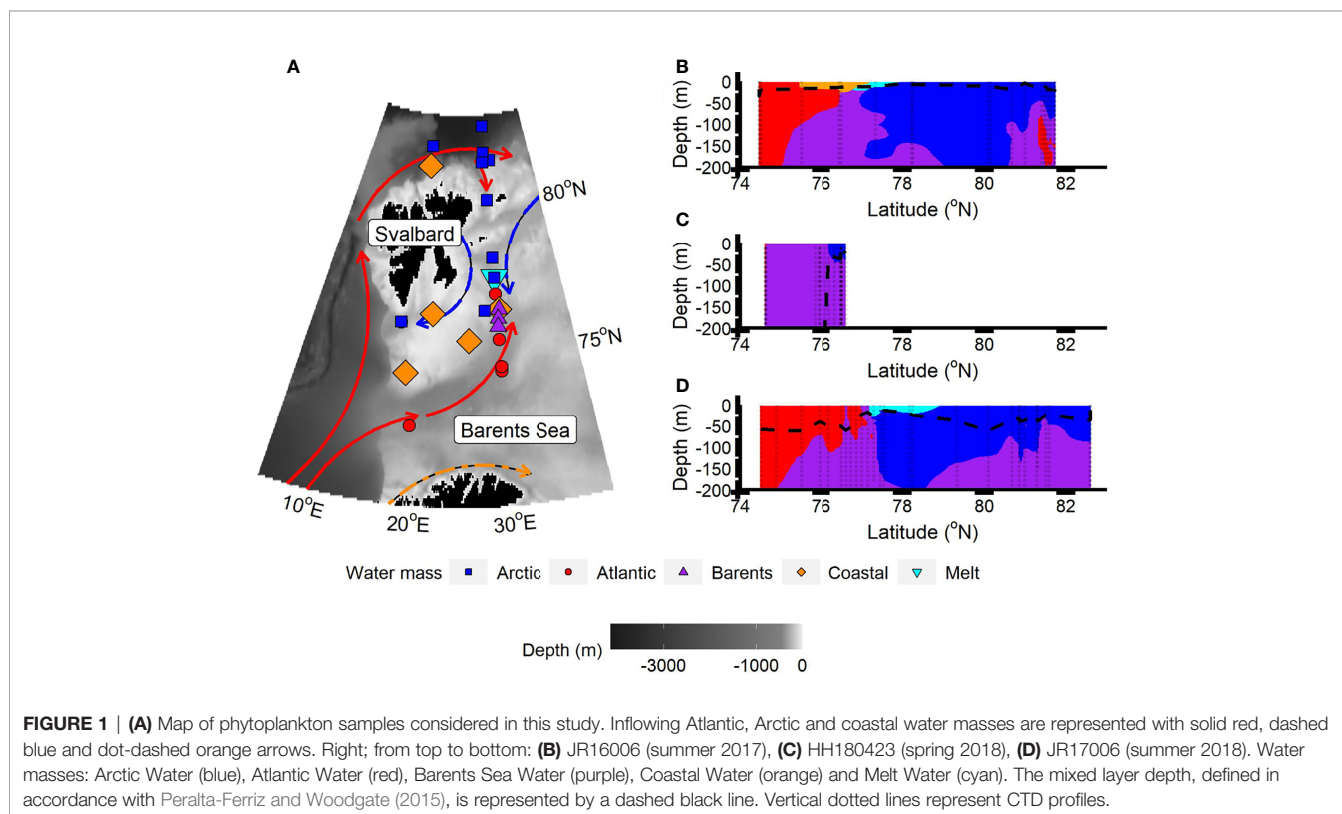 A
Svalbard
Barents Sea
80°N
75°N
10°E
20°E
30°E
B
Depth (m)
0
-50
-100
-150
-200
74
76
78
80
82
Latitude (°N)
C
Depth (m)
0
-50
-100
-150
-200
74
76
78
80
82
Latitude (°N)
D
Depth (m)
0
-50
-100
-150
-200
74
76
78
80
82
Latitude (°N)
Water mass Arctic Atlantic Barents Coastal Melt
Depth (m)
-3000 -1000 0
FIGURE 1 | (A) Map of phytoplankton samples considered in this study. Inflowing Atlantic, Arctic and coastal water masses are represented with solid red, dashed
blue and dot-dashed orange arrows. Right; from top to bottom: (B) JR16006 (summer 2017), (C) HH180423 (spring 2018), (D) JR17006 (summer 2018). Water
masses: Arctic Water (blue), Atlantic Water (red), Barents Sea Water (purple), Coastal Water (orange) and Melt Water (cyan). The mixed layer depth, defined in
accordance with Peralta-Ferriz and Woodgate (2015), is represented by a dashed black line. Vertical dotted lines represent CTD profiles.